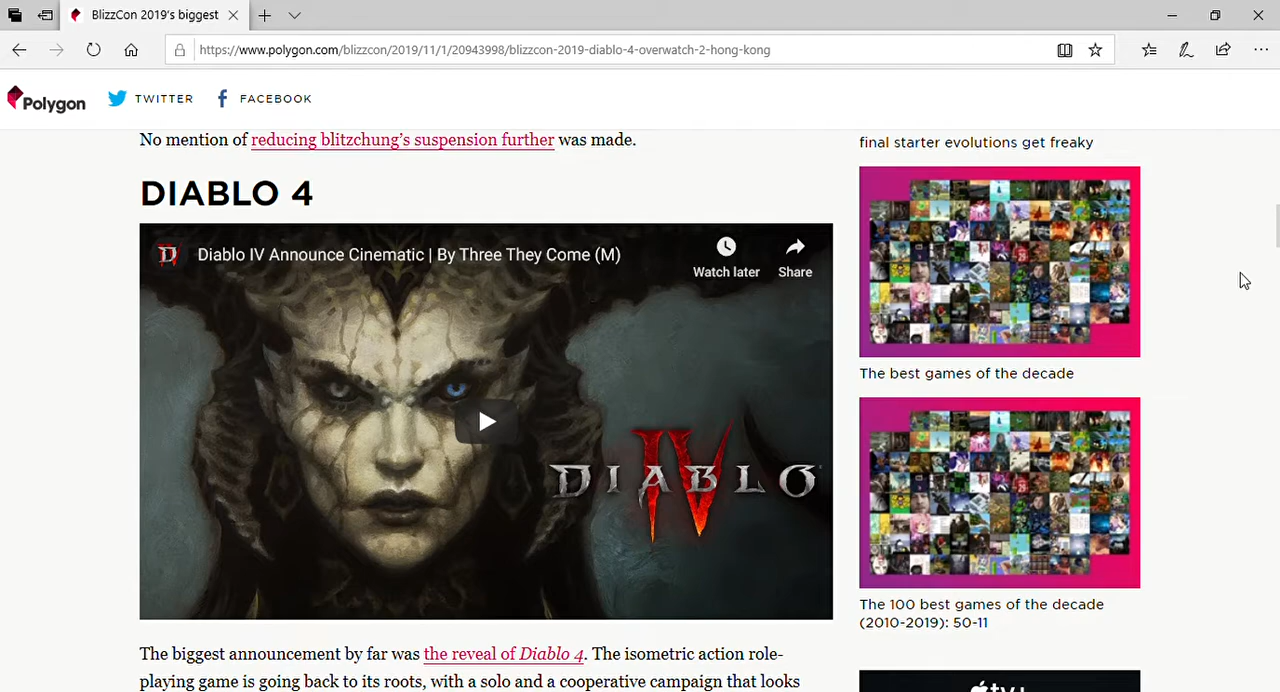 BlizzCon 2019's biggest
https://www.polygon.com/blizzcon/2019/11/1/20943998/blizzcon-2019-diablo-4-overwatch-2-hong-kong
Polygon
TWITTER
FACEBOOK
No mention of reducing blitzchung’s suspension further was made.
DIABLO 4
Diablo IV Announce Cinematic | By Three They Come (M)
Watch later
Share
DIABLO
IV
The biggest announcement by far was the reveal of Diablo 4. The isometric action role-
playing game is going back to its roots, with a solo and a cooperative campaign that looks
final starter evolutions get freaky
The best games of the decade
The 100 best games of the decade
(2010-2019): 50-11
tv+